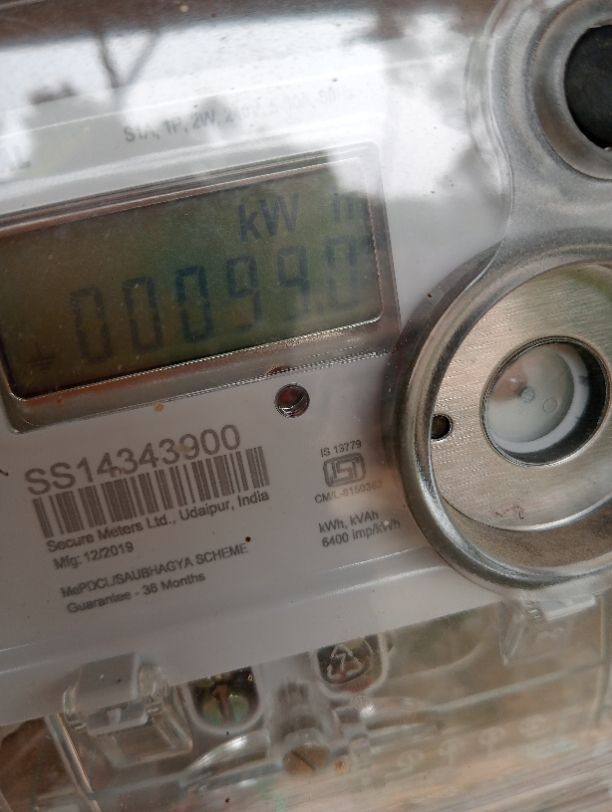 kW h
00099.0
SS14343900
Secure Meters Ltd., Udaipur, India
Mfg: 12/2019
MePDCL/SAUBHAGYA SCHEME
Guarantee - 36 Months
IS 13779
ISI
kWh, kVAh
6400 imp/kWh